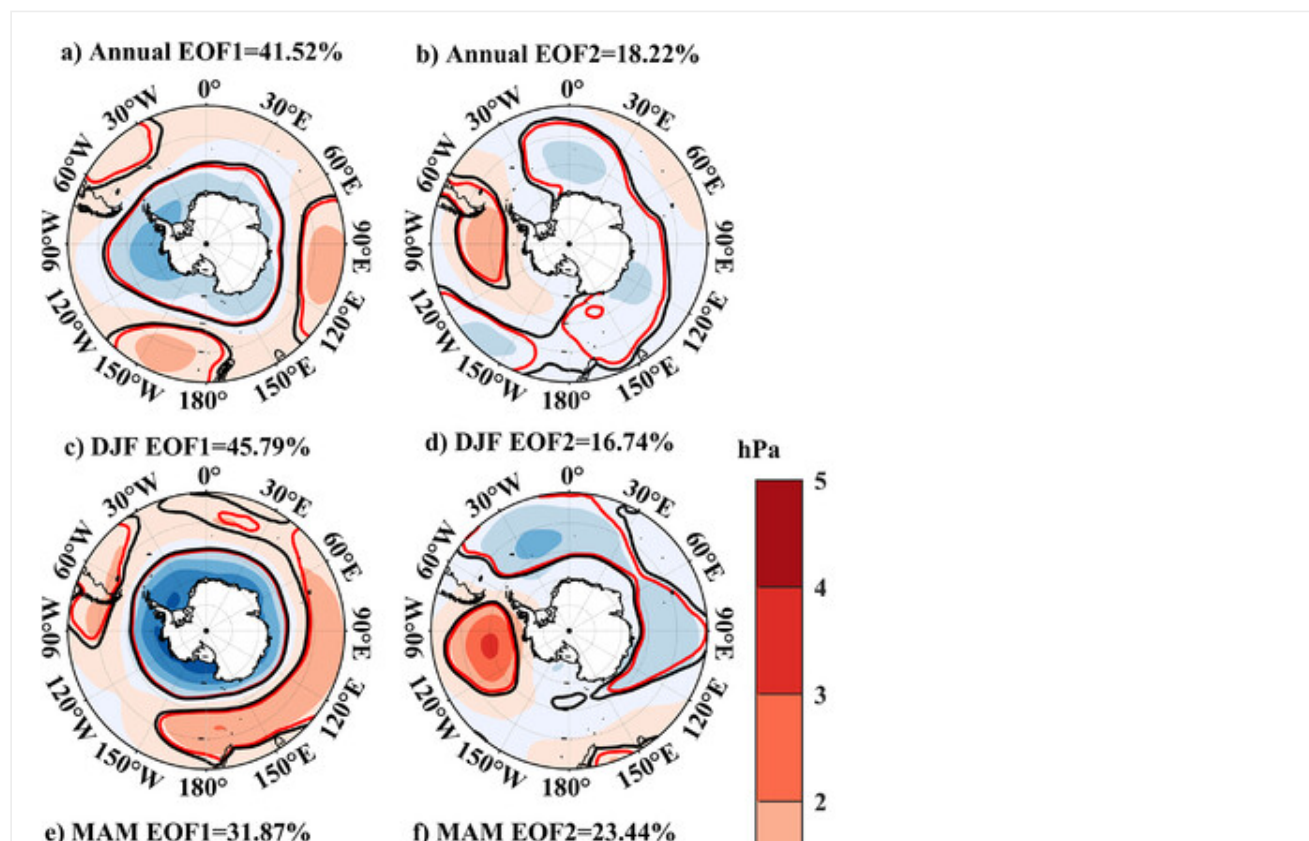 a) Annual EOF1=41.52%
b) Annual EOF2=18.22%
0°
30°E
60°E
90°E
120°E
150°E
180°
150°W
120°W
90°W
60°W
30°W
0°
30°E
60°E
90°E
120°E
150°E
180°
150°W
120°W
90°W
60°W
30°W
c) DJF EOF1=45.79%
d) DJF EOF2=16.74%
hPa
0°
30°E
60°E
90°E
120°E
150°E
180°
150°W
120°W
90°W
60°W
30°W
0°
30°E
60°E
90°E
120°E
150°E
180°
150°W
120°W
90°W
60°W
30°W
5
4
3
2
e) MAM EOF1=31.87%
f) MAM EOF2=23.44%